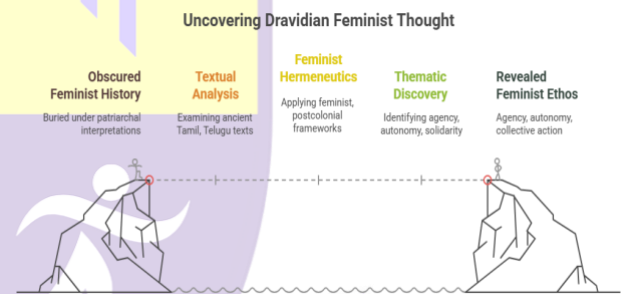 Uncovering Dravidian Feminist Thought
Obscured
Feminist History
Buried under patriarchal
interpretations
Textual
Analysis
Examining ancient
Tamil, Telugu texts
Feminist
Hermeneutics
Applying feminist,
postcolonial
frameworks
Thematic
Discovery
Identifying agency,
autonomy, solidarity
Revealed
Feminist Ethos
Agency, autonomy,
collective action